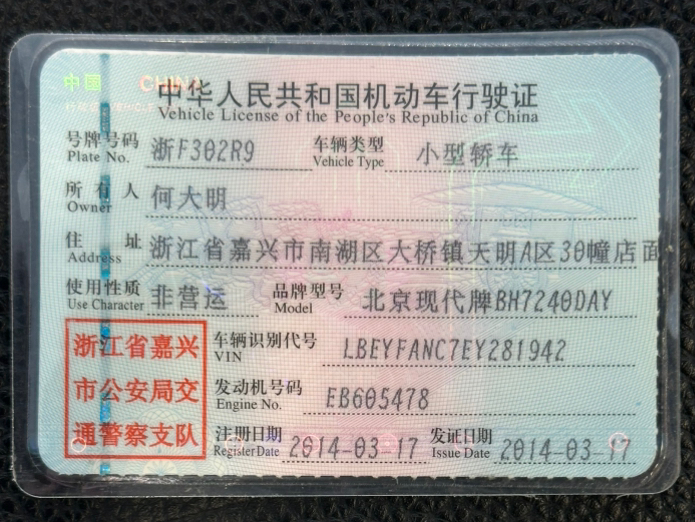 中国 CHINA
中华人民共和国机动车行驶证
Vehicle License of the People's Republic of China
号牌号码 浙F302R9 车辆类型 小型轿车
Plate No. Vehicle Type
所有人 何大明
Owner
住址 浙江省嘉兴市南湖区大桥镇天明A区30幢店面
Address
使用性质 非营运 品牌型号 北京现代牌BH7240DAY
Use Character Model
浙江省嘉兴
市公安局交
通警察支队
车辆识别代号 LBEYFANC7EY281942
VIN
发动机号码 EB605478
Engine No.
注册日期 2014-03-17 发证日期 2014-03-17
Register Date Issue Date